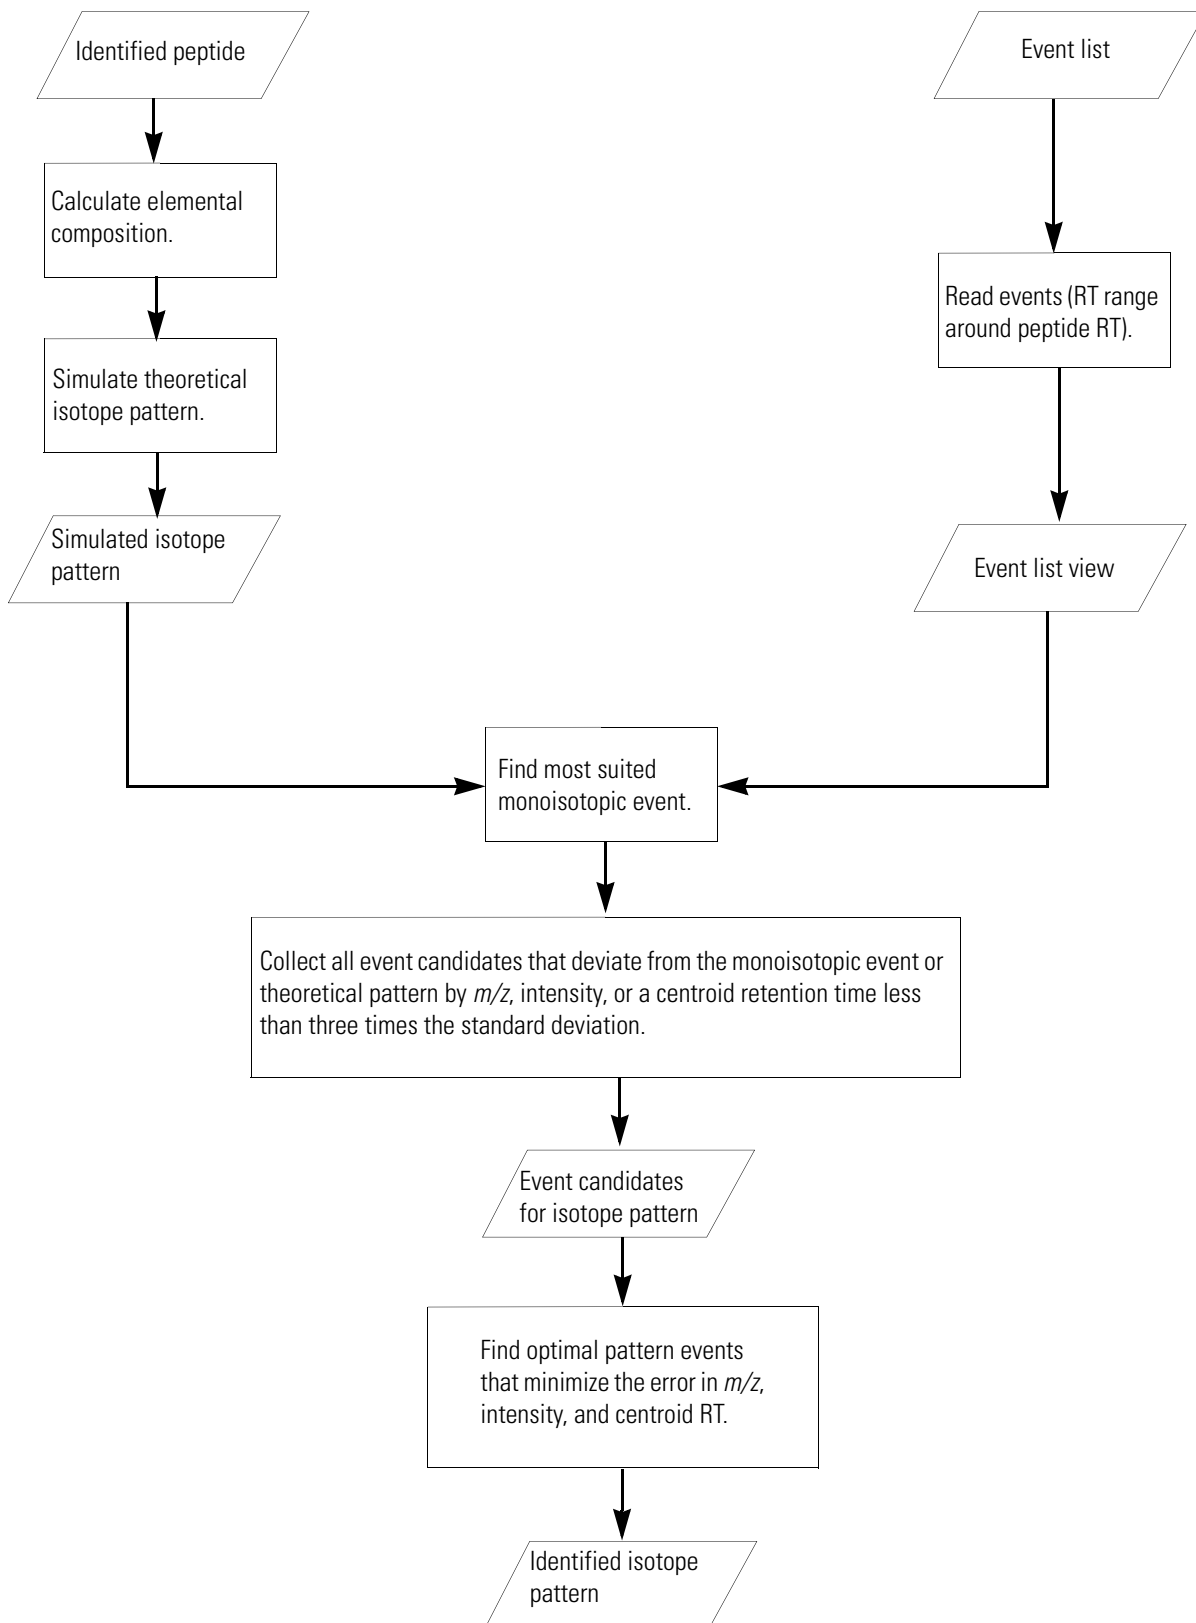 Identified peptide
Event list
Calculate elemental
composition.
Read events (RT range
around peptide RT).
Simulate theoretical
isotope pattern.
Simulated isotope
pattern
Event list view
Find most suited
monoisotopic event.
Collect all event candidates that deviate from the monoisotopic event or
theoretical pattern by m/z, intensity, or a centroid retention time less
than three times the standard deviation.
Event candidates
for isotope pattern
Find optimal pattern events
that minimize the error in m/z,
intensity, and centroid RT.
Identified isotope
pattern